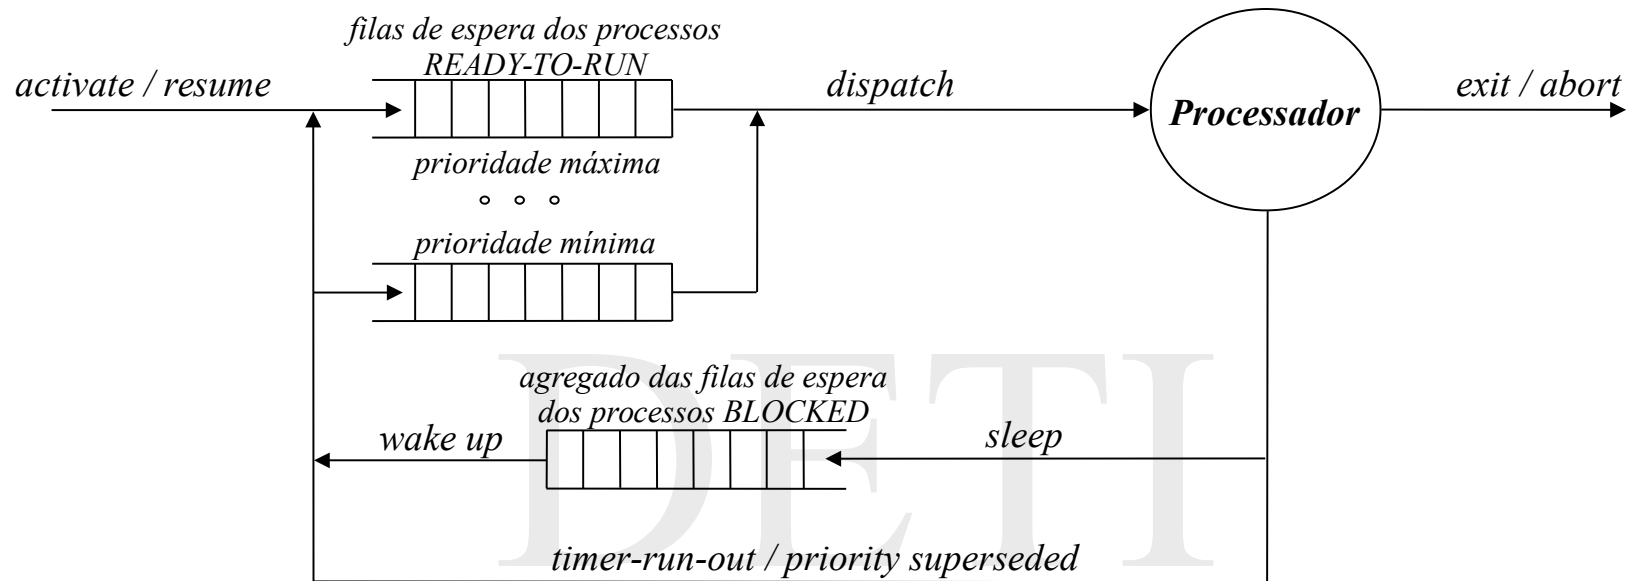 filas de espera dos processos
READY-TO-RUN
activate / resume
dispatch
exit / abort
Processador
prioridade máxima
prioridade mínima
agregado das filas de espera
dos processos BLOCKED
wake up
sleep
DETI
timer-run-out / priority superseded